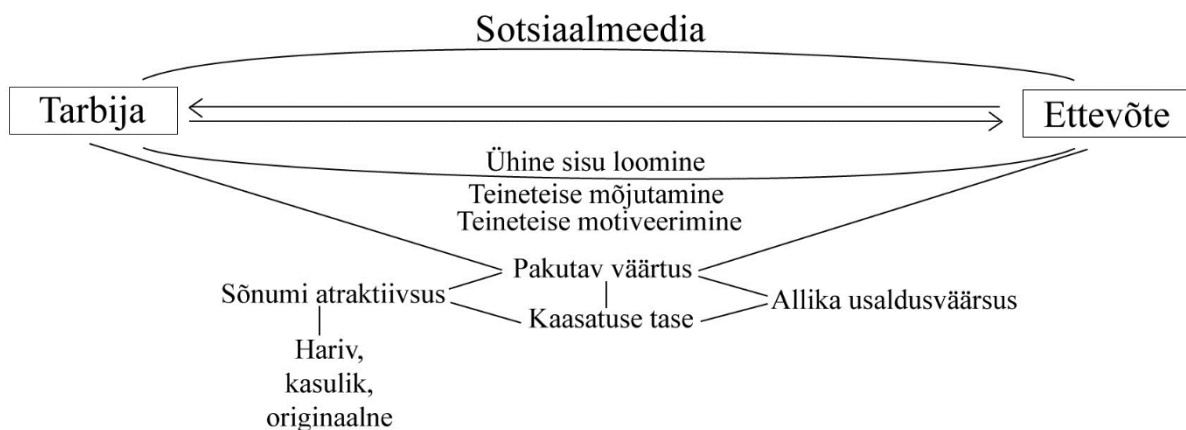 Sotsiaalmeedia
Tarbija
Ettevõte
Ühine sisu loomine
Teineteise mõjutamine
Teineteise motiveerimine
Pakutav väärtus
Sõnumi atraktiivsus
Allika usaldusväärsus
Kaasatuse tase
Hariv,
kasulik,
originaalne